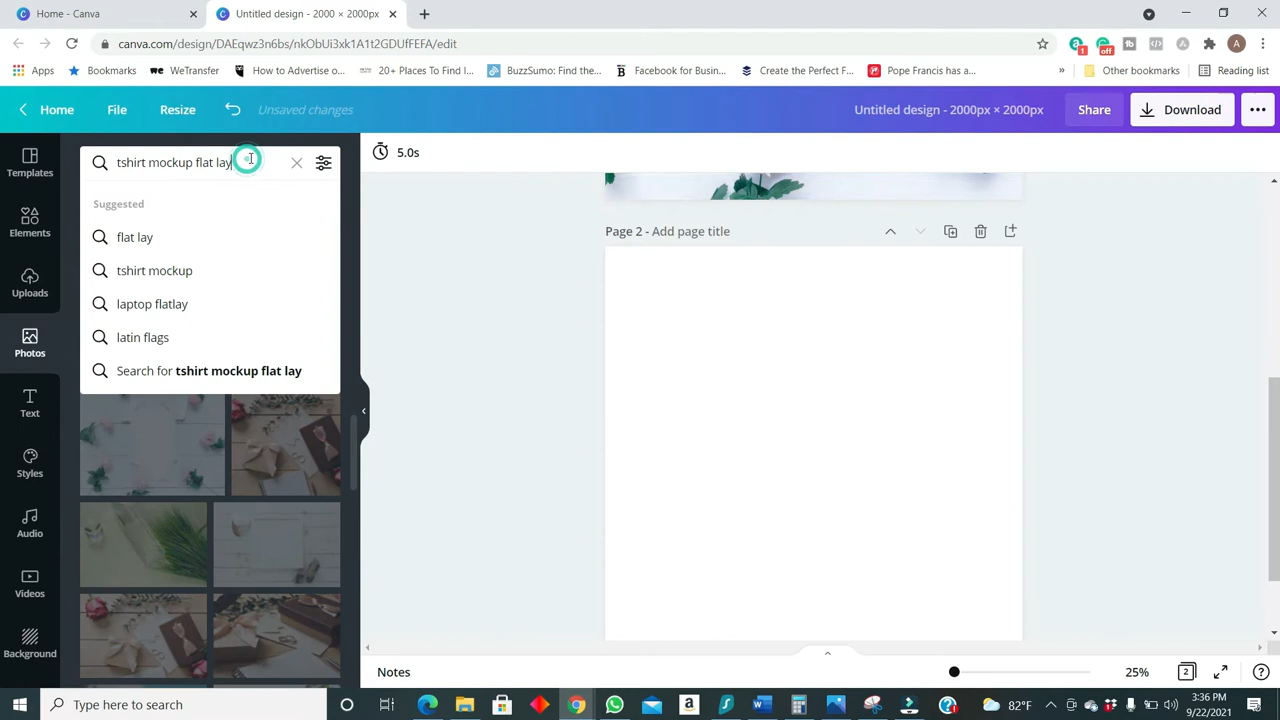 Home - Canva
Untitled design - 2000 × 2000px
canva.com/design/DAEqwz3n6bs/nkObUi3xk1A1t2GDUfFEFA/edit
1
off
A
Apps
Bookmarks
WeTransfer
How to Advertise o...
20+ Places To Find I...
BuzzSumo: Find the...
Facebook for Busin...
Create the Perfect F...
Pope Francis has a...
»
Other bookmarks
Reading list
Home
File
Resize
Unsaved changes
Untitled design - 2000px × 2000px
Share
Download
Templates
Elements
Uploads
Photos
Text
Styles
Audio
Videos
Background
tshirt mockup flat lay
Suggested
flat lay
tshirt mockup
laptop flatlay
latin flags
Search for tshirt mockup flat lay
5.0s
Page 2 - Add page title
Notes
25%
2
Type here to search
82°F
3:36 PM
9/22/2021